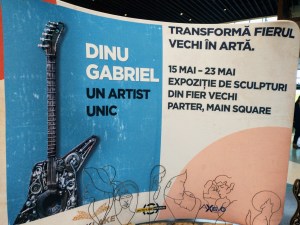 DINU
GABRIEL
UN ARTIST
UNIC
TRANSFORMĂ FIERUL
VECHI ÎN ARTĂ.
15 MAI – 23 MAI
EXPOZIȚIE DE SCULPTURI
DIN FIER VECHI
PARTER, MAIN SQUARE